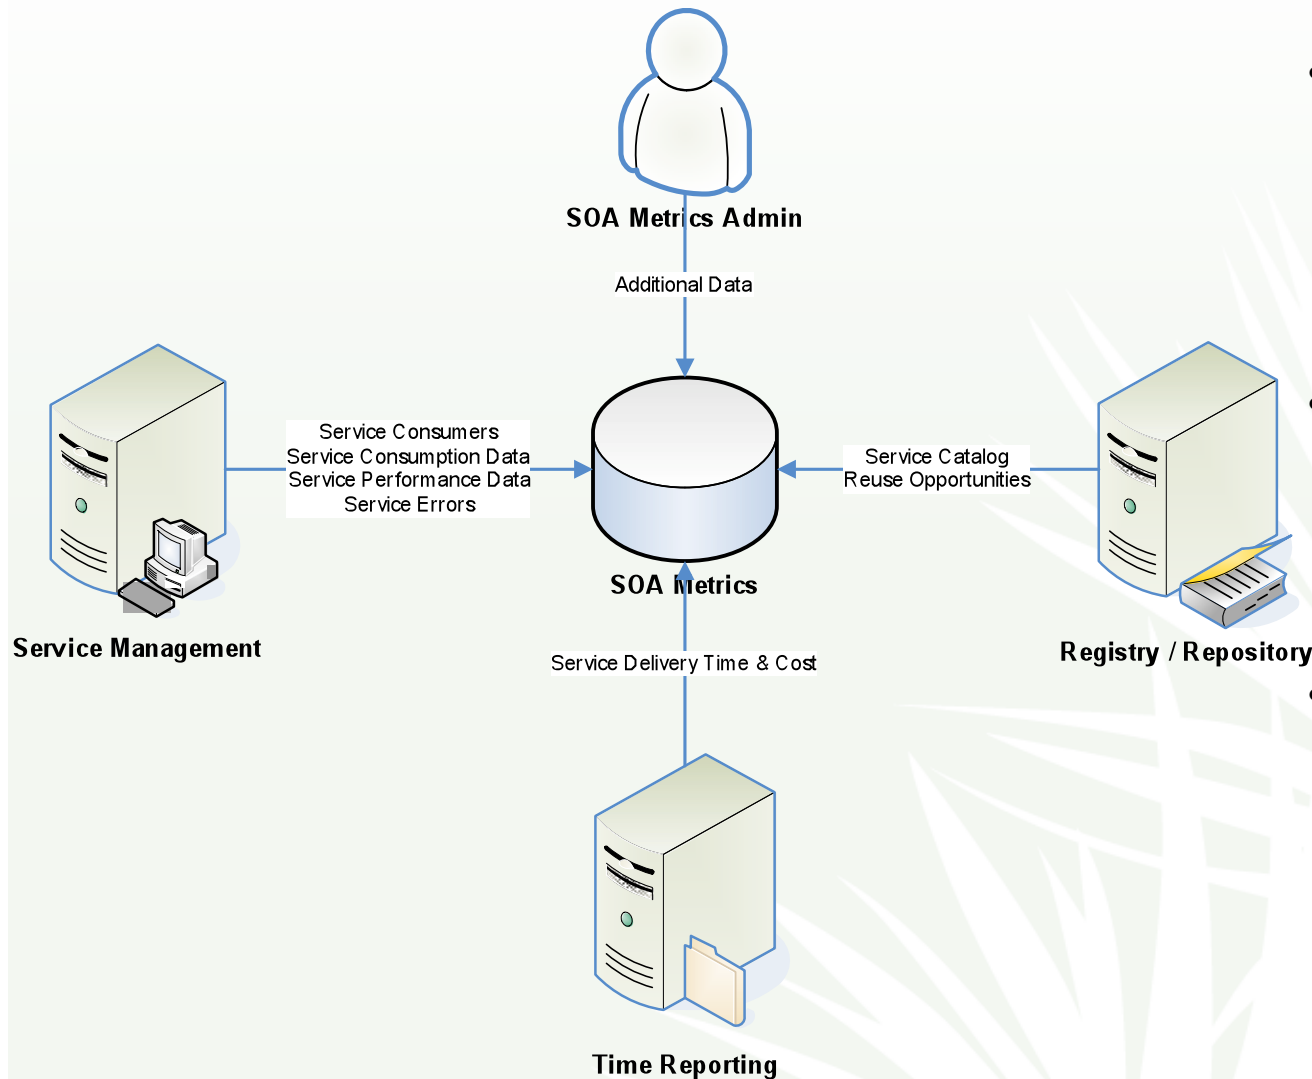 SOA Metrics Admin
Additional Data
Service Consumers
Service Consumption Data
Service Performance Data
Service Errors
Service Catalog
Reuse Opportunities
SOA Metrics
Service Management
Registry / Repository
Service Delivery Time & Cost
Time Reporting